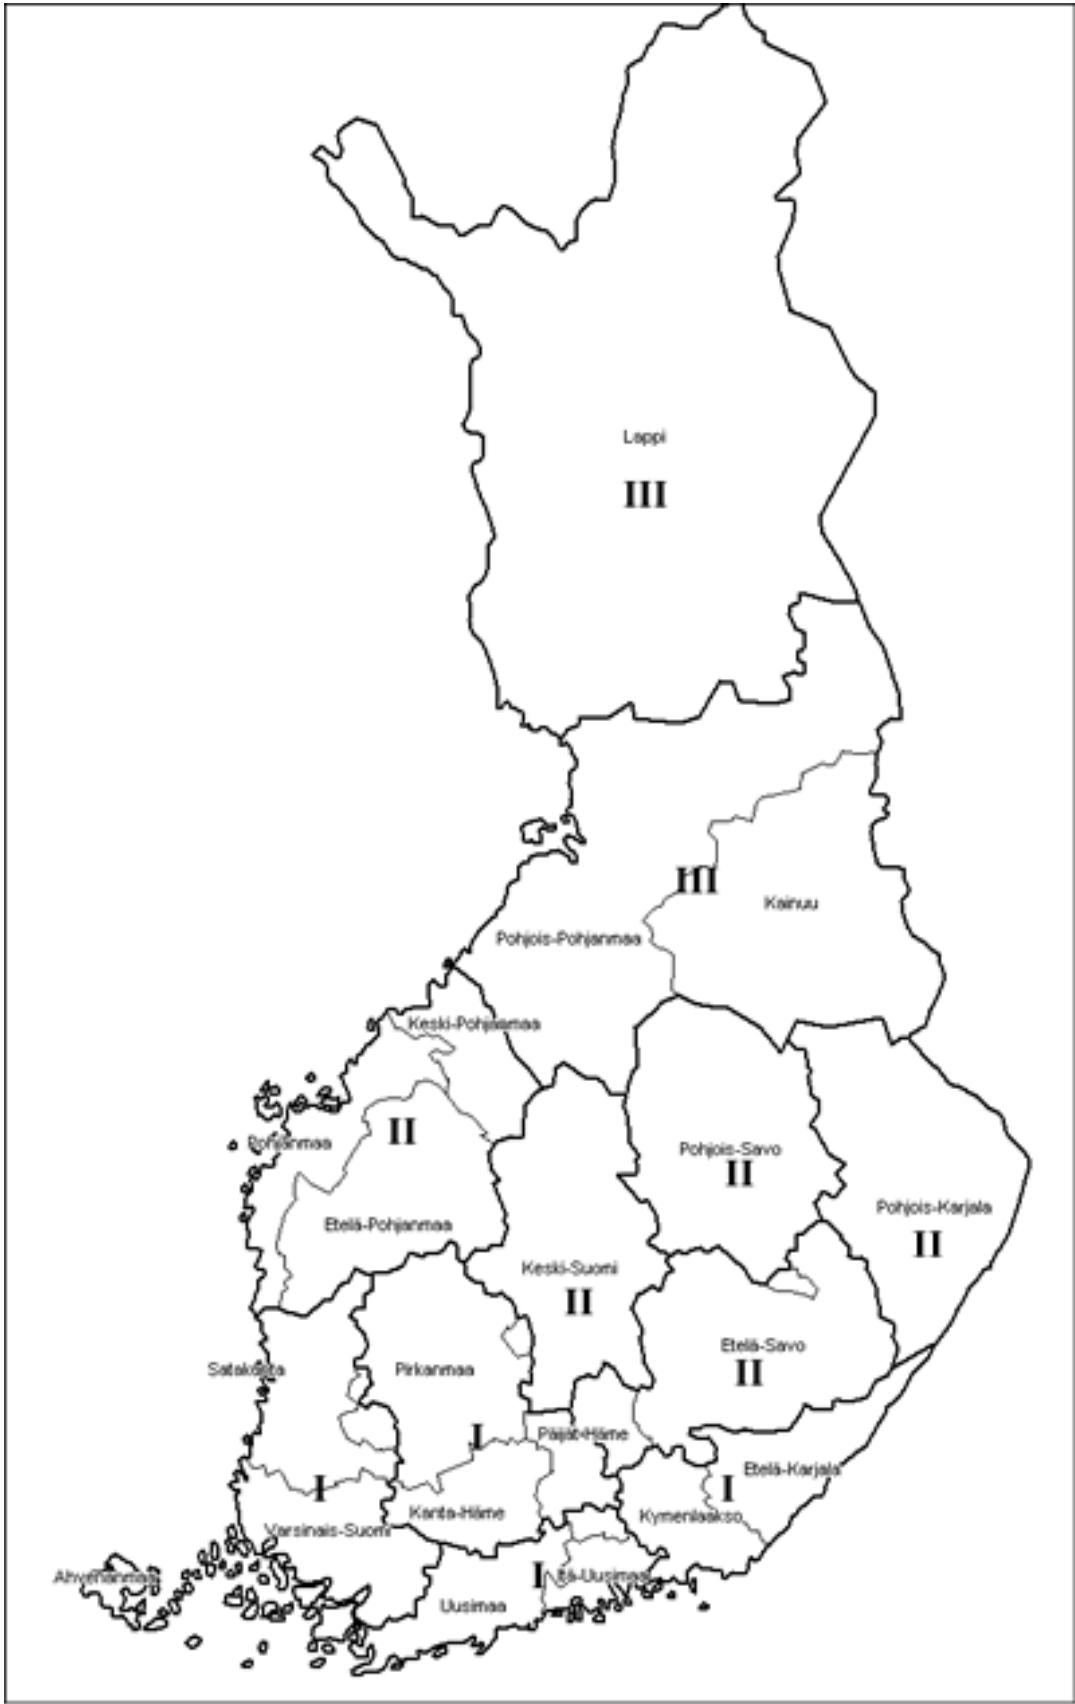 Lappi
III
III
Kainuu
Pohjois-Pohjanmaa
Keski-Pohjanmaa
II
Pohjanmaa
Pohjois-Savo
II
Pohjois-Karjala
II
Etelä-Pohjanmaa
Keski-Suomi
II
Etelä-Savo
II
Satakunta
Pirkanmaa
I
Päijät-Häme
Etelä-Karjala
I
I
Kanta-Häme
Kymenlaakso
Varsinais-Suomi
Ahvenanmaa
I
Itä-Uusimaa
Uusimaa